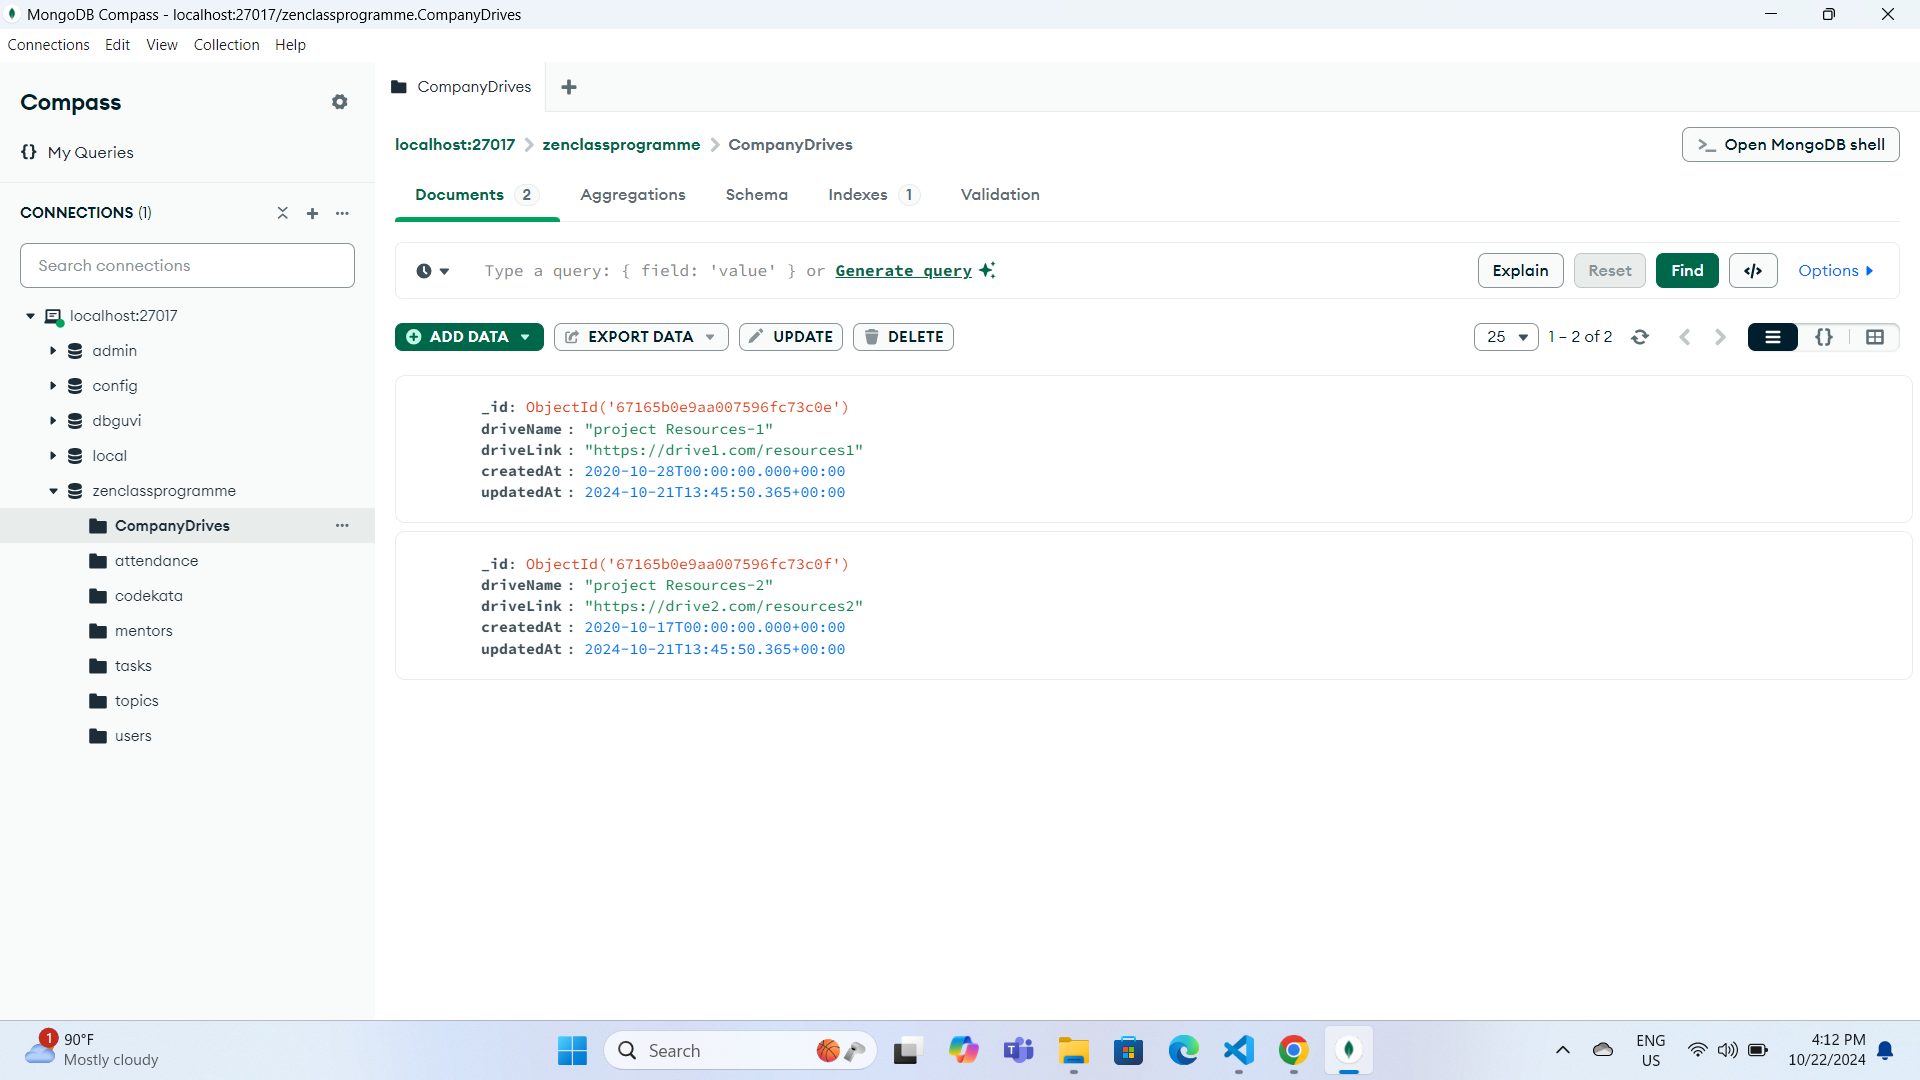 MongoDB Compass - localhost:27017/zenclassprogramme.CompanyDrives
Connections Edit View Collection Help
Compass
{} My Queries
CONNECTIONS (1)
Search connections
localhost:27017
admin
config
dbguvi
local
zenclassprogramme
CompanyDrives
attendance
codekata
mentors
tasks
topics
users
CompanyDrives
localhost:27017 > zenclassprogramme > CompanyDrives
>_ Open MongoDB shell
Documents 2 Aggregations Schema Indexes 1 Validation
Type a query: { field: 'value' } or Generate query
Explain Reset Find </> Options
ADD DATA EXPORT DATA UPDATE DELETE
25 1 – 2 of 2 {}
_id: ObjectId('67165b0e9aa007596fc73c0e')
driveName : "project Resources-1"
driveLink : "https://drive1.com/resources1"
createdAt : 2020-10-28T00:00:00.000+00:00
updatedAt : 2024-10-21T13:45:50.365+00:00
_id: ObjectId('67165b0e9aa007596fc73c0f')
driveName : "project Resources-2"
driveLink : "https://drive2.com/resources2"
createdAt : 2020-10-17T00:00:00.000+00:00
updatedAt : 2024-10-21T13:45:50.365+00:00
1
90°F
Mostly cloudy
Search
ENG
US
4:12 PM
10/22/2024